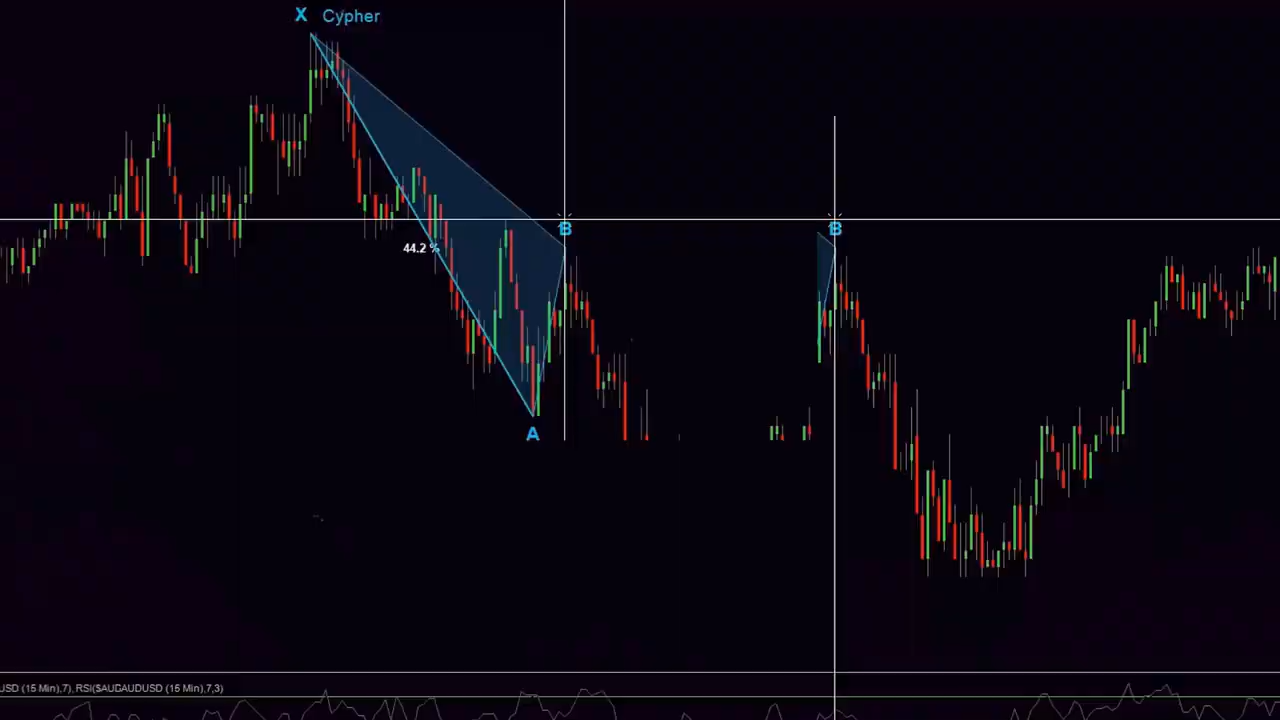 X Cypher
B B
44.2 %
A
USD (15 Min),7), RSI($AUDAUDUSD (15 Min),7,3)